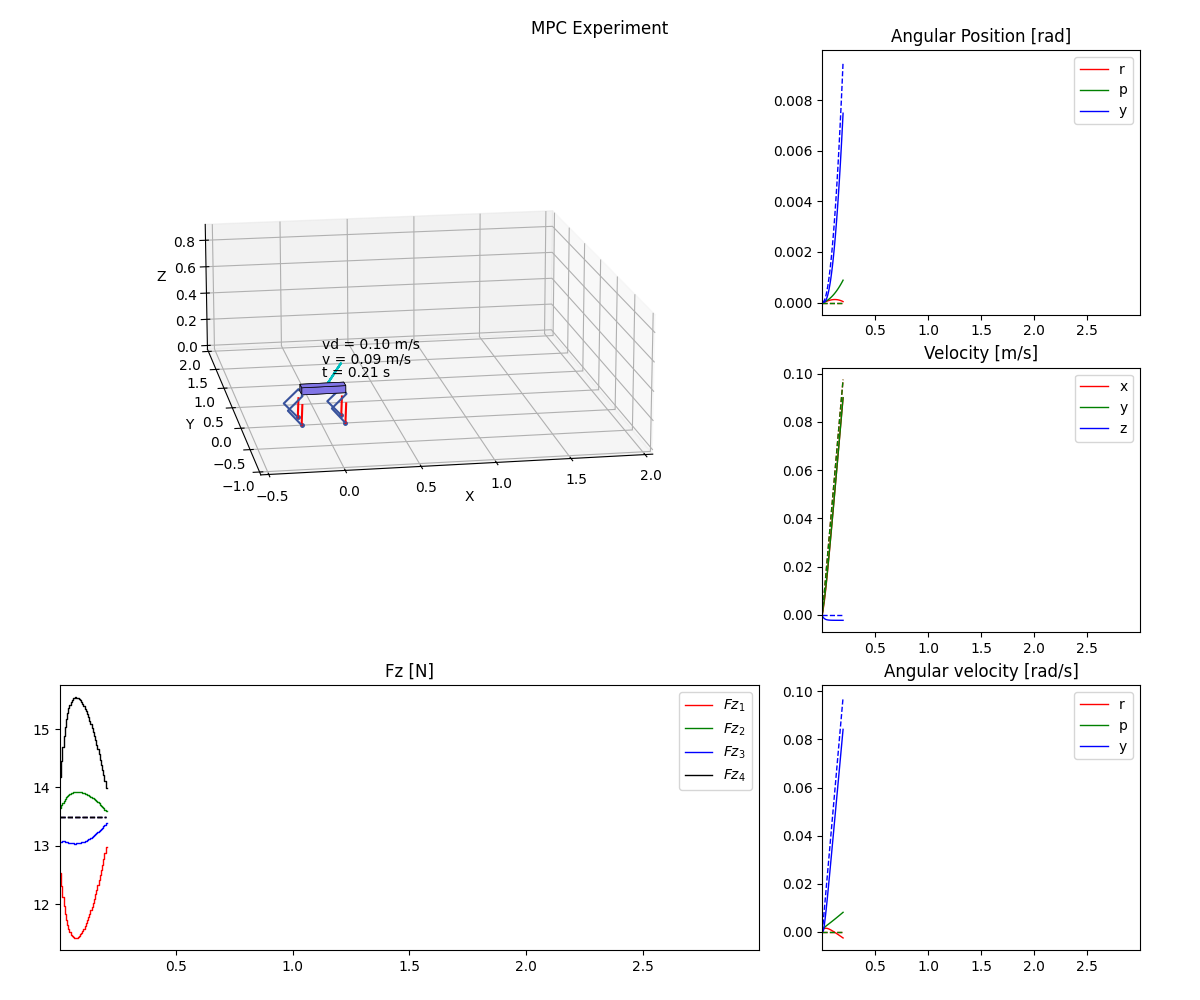 MPC Experiment
Angular Position [rad]
r
p
y
0.008
0.006
0.004
0.002
0.000
0.5 1.0 1.5 2.0 2.5
Z
0.8
0.6
0.4
0.2
0.0
2.0
1.5
1.0
0.5
0.0
−0.5
−1.0
Y
vd = 0.10 m/s
v = 0.09 m/s
t = 0.21 s
−0.5 0.0 0.5 1.0 1.5 2.0
X
Velocity [m/s]
x
y
z
0.10
0.08
0.06
0.04
0.02
0.00
0.5 1.0 1.5 2.0 2.5
Fz [N]
Fz₁
Fz₂
Fz₃
Fz₄
15
14
13
12
0.5 1.0 1.5 2.0 2.5
Angular velocity [rad/s]
r
p
y
0.10
0.08
0.06
0.04
0.02
0.00
0.5 1.0 1.5 2.0 2.5